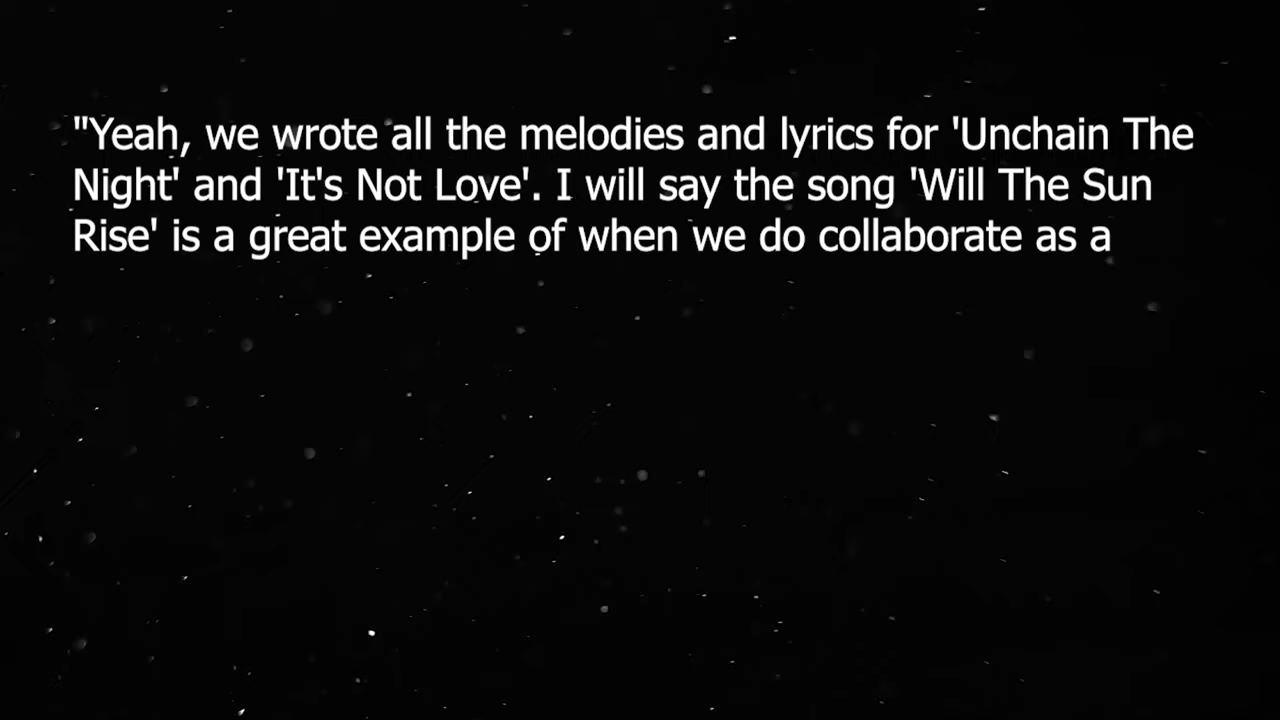 "Yeah, we wrote all the melodies and lyrics for 'Unchain The
Night' and 'It's Not Love'. I will say the song 'Will The Sun
Rise' is a great example of when we do collaborate as a